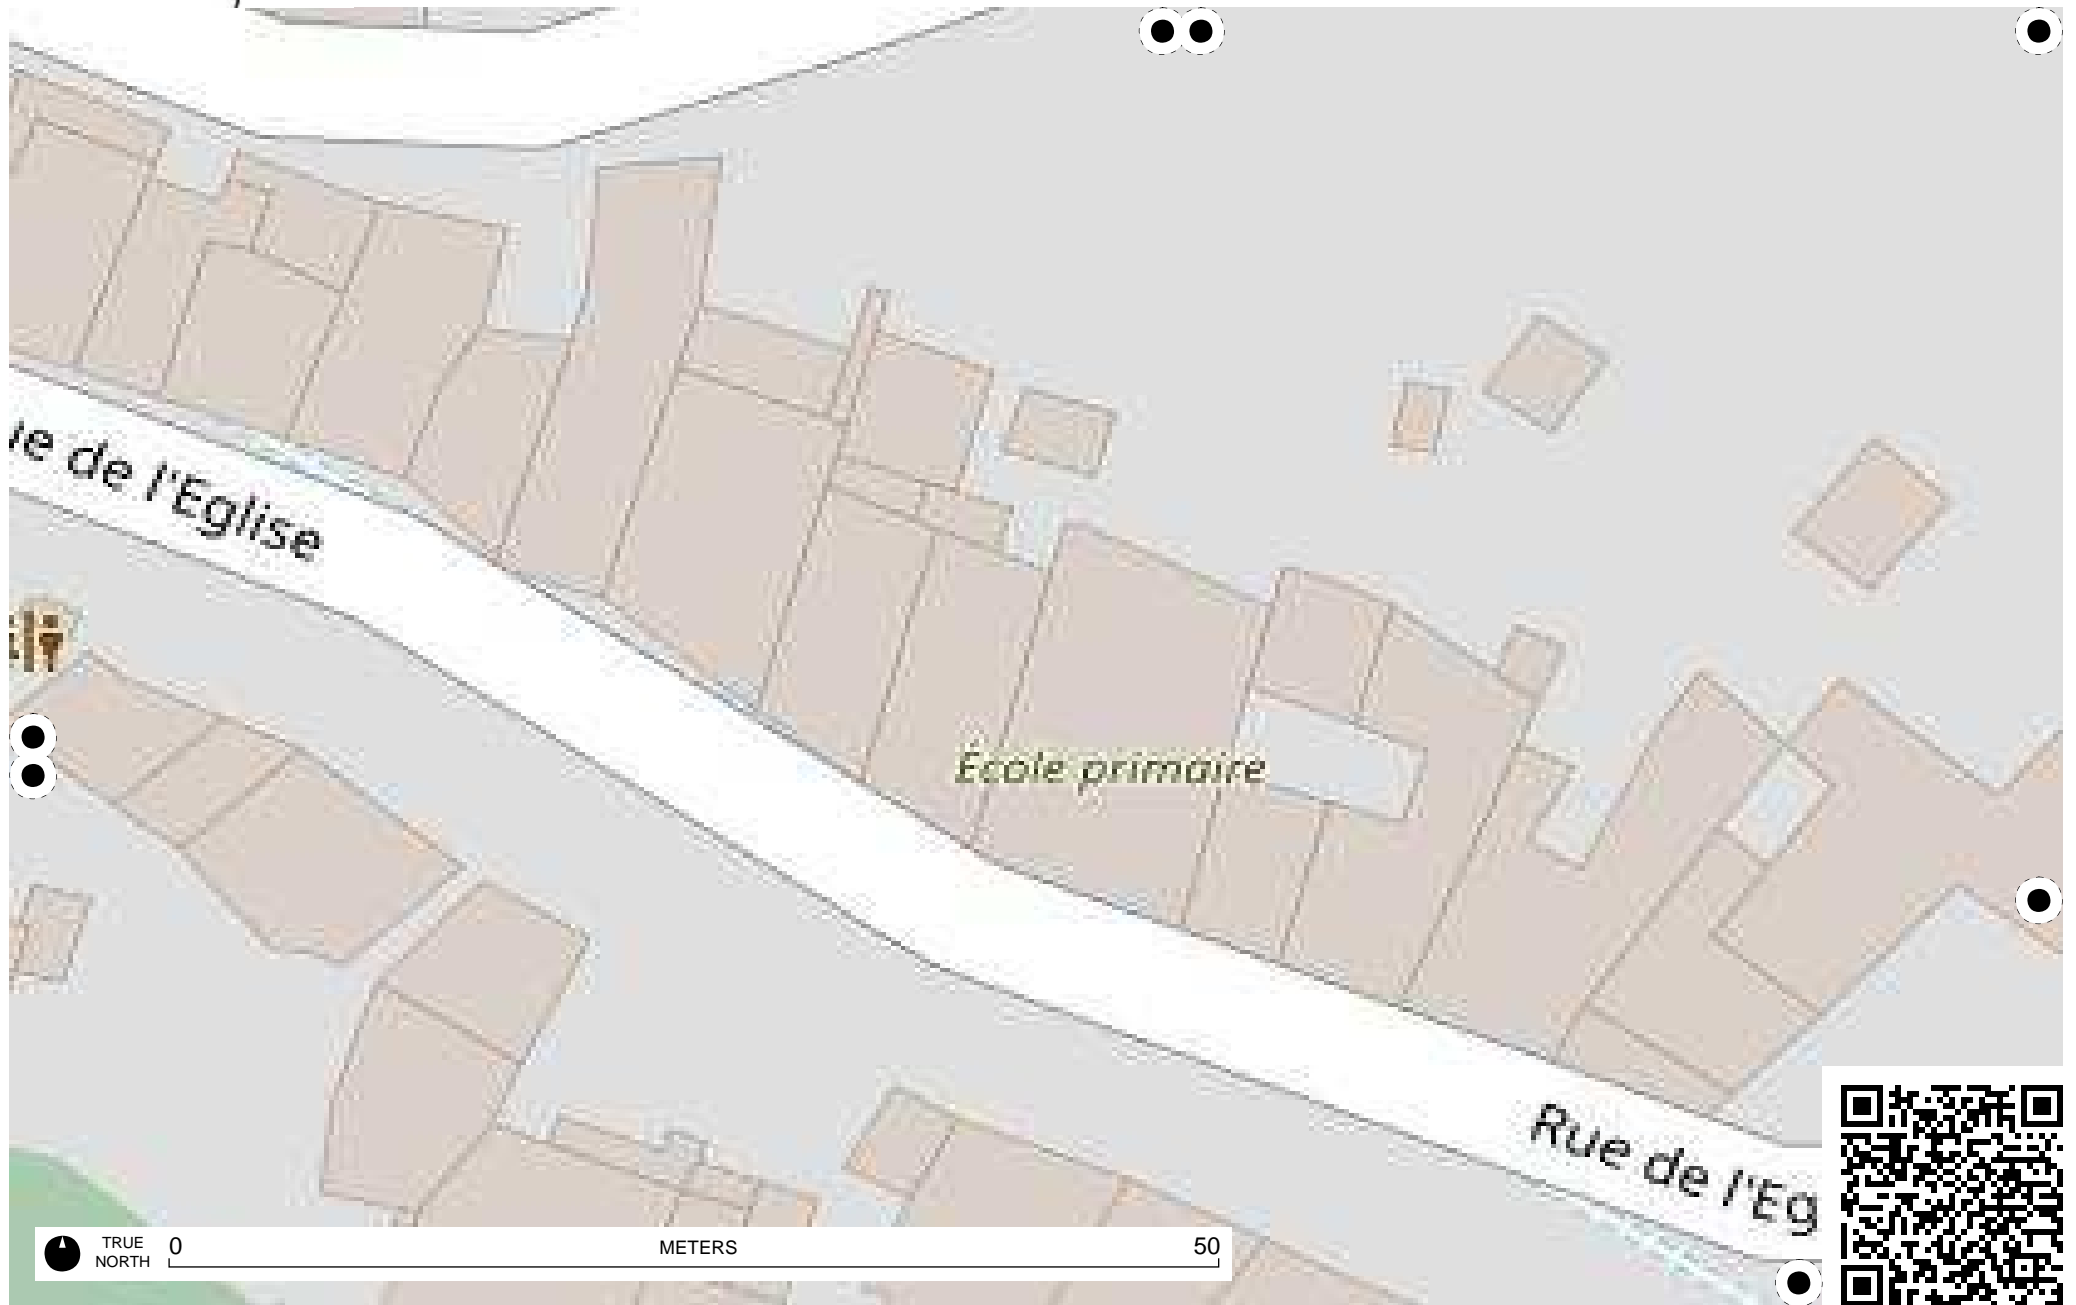 ue de l'Eglise
École primaire
Rue de l'Eg
TRUE
NORTH
0
METERS
50